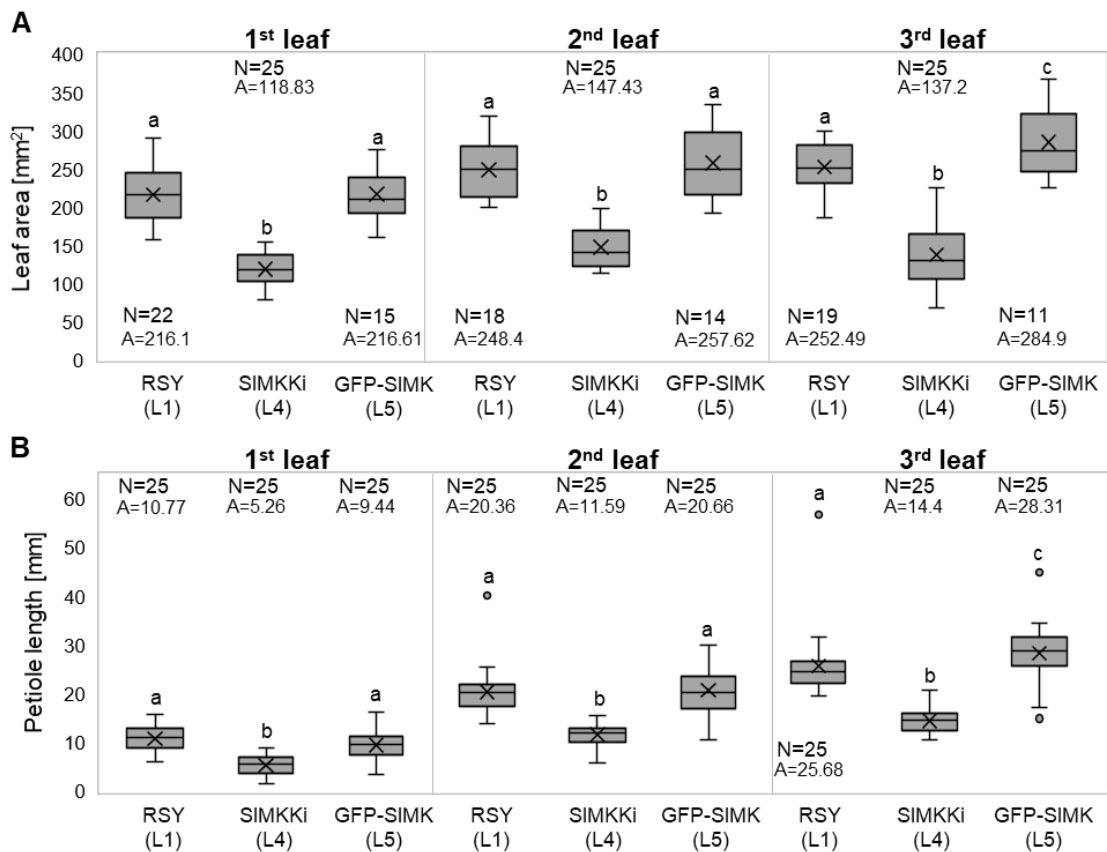 A
1st leaf 2nd leaf 3rd leaf
400
350
300
250
200
150
100
50
0
Leaf area [mm2]
N=25
A=118.83
a
b
a
N=22
A=216.1
N=15
A=216.61
N=25
A=147.43
a
b
a
N=18
A=248.4
N=14
A=257.62
N=25
A=137.2
a
b
c
N=19
A=252.49
N=11
A=284.9
RSY SIMKKi GFP-SIMK RSY SIMKKi GFP-SIMK RSY SIMKKi GFP-SIMK
(L1) (L4) (L5) (L1) (L4) (L5) (L1) (L4) (L5)
B
1st leaf 2nd leaf 3rd leaf
60
50
40
30
20
10
0
Petiole length [mm]
N=25 N=25 N=25
A=10.77 A=5.26 A=9.44
a
b
a
N=25 N=25 N=25
A=20.36 A=11.59 A=20.66
a
b
a
N=25 N=25
A=14.4 A=28.31
a
b
c
N=25
A=25.68
RSY SIMKKi GFP-SIMK RSY SIMKKi GFP-SIMK RSY SIMKKi GFP-SIMK
(L1) (L4) (L5) (L1) (L4) (L5) (L1) (L4) (L5)